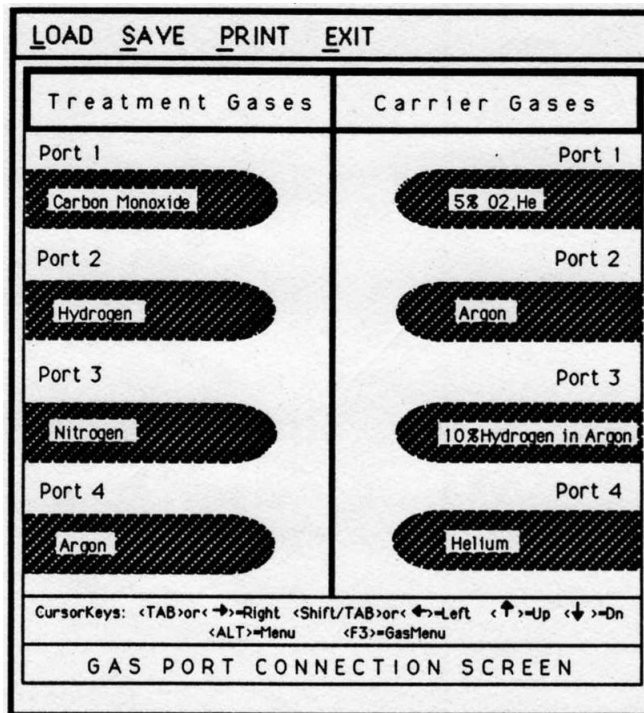 LOAD SAVE PRINT EXIT
Treatment Gases
Carrier Gases
Port 1
Carbon Monoxide
Port 2
Hydrogen
Port 3
Nitrogen
Port 4
Argon
Port 1
5% O2,He
Port 2
Argon
Port 3
10%Hydrogen in Argon
Port 4
Helium
CursorKeys: <TAB>or<→>=Right <Shift/TAB>or<←>=Left <↑>=Up <↓>=Dn
<ALT>=Menu <F3>=GasMenu
GAS PORT CONNECTION SCREEN